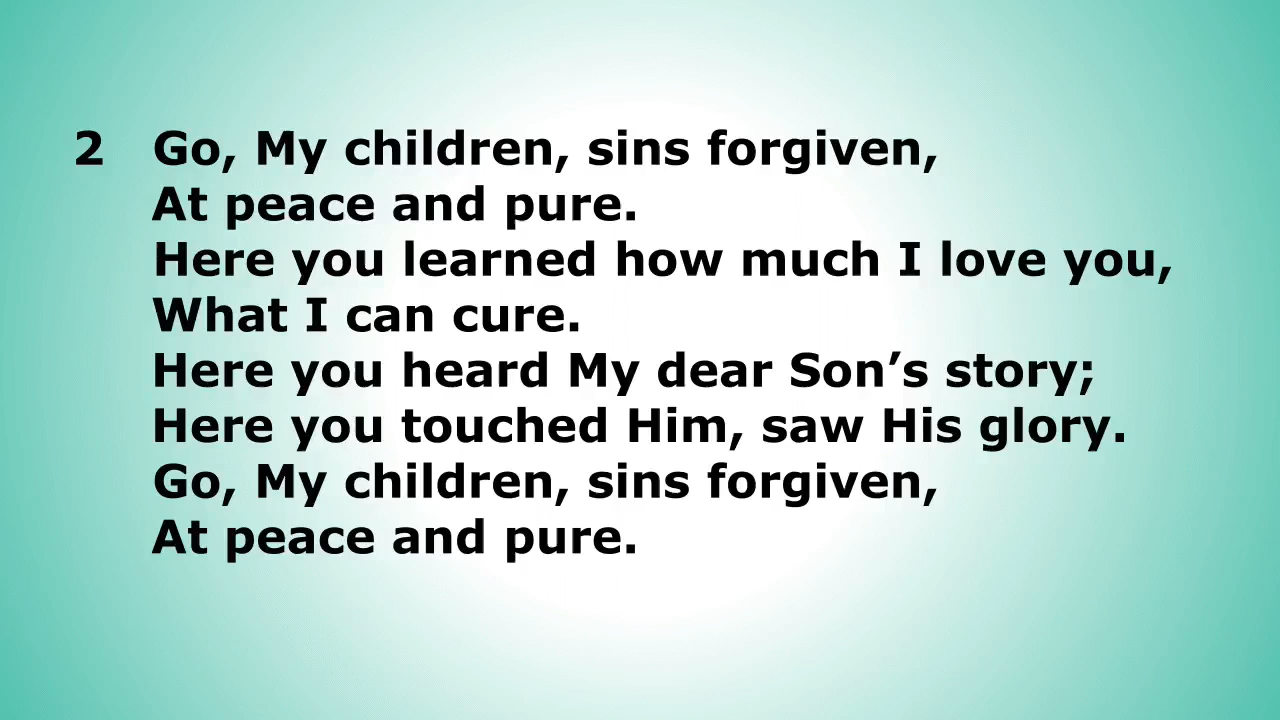 2 Go, My children, sins forgiven,
At peace and pure.
Here you learned how much I love you,
What I can cure.
Here you heard My dear Son’s story;
Here you touched Him, saw His glory.
Go, My children, sins forgiven,
At peace and pure.